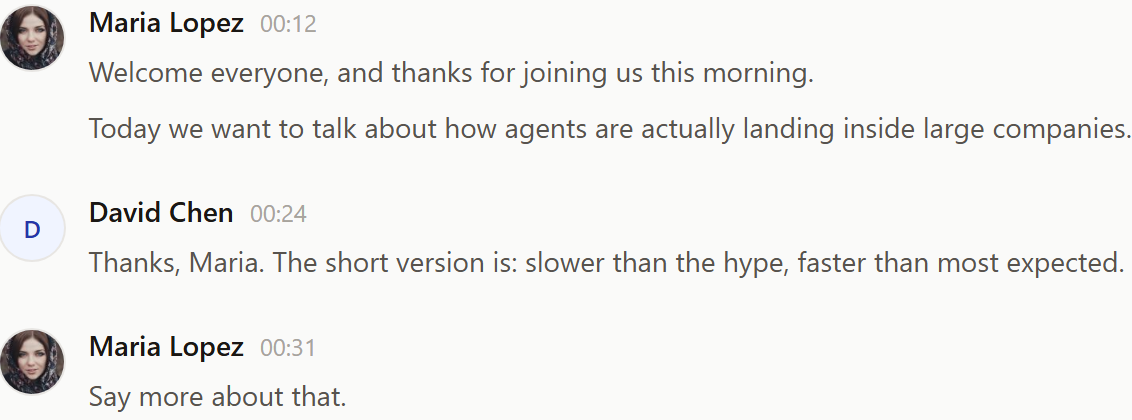 Maria Lopez 00:12
Welcome everyone, and thanks for joining us this morning.
Today we want to talk about how agents are actually landing inside large companies.
D
David Chen 00:24
Thanks, Maria. The short version is: slower than the hype, faster than most expected.
Maria Lopez 00:31
Say more about that.